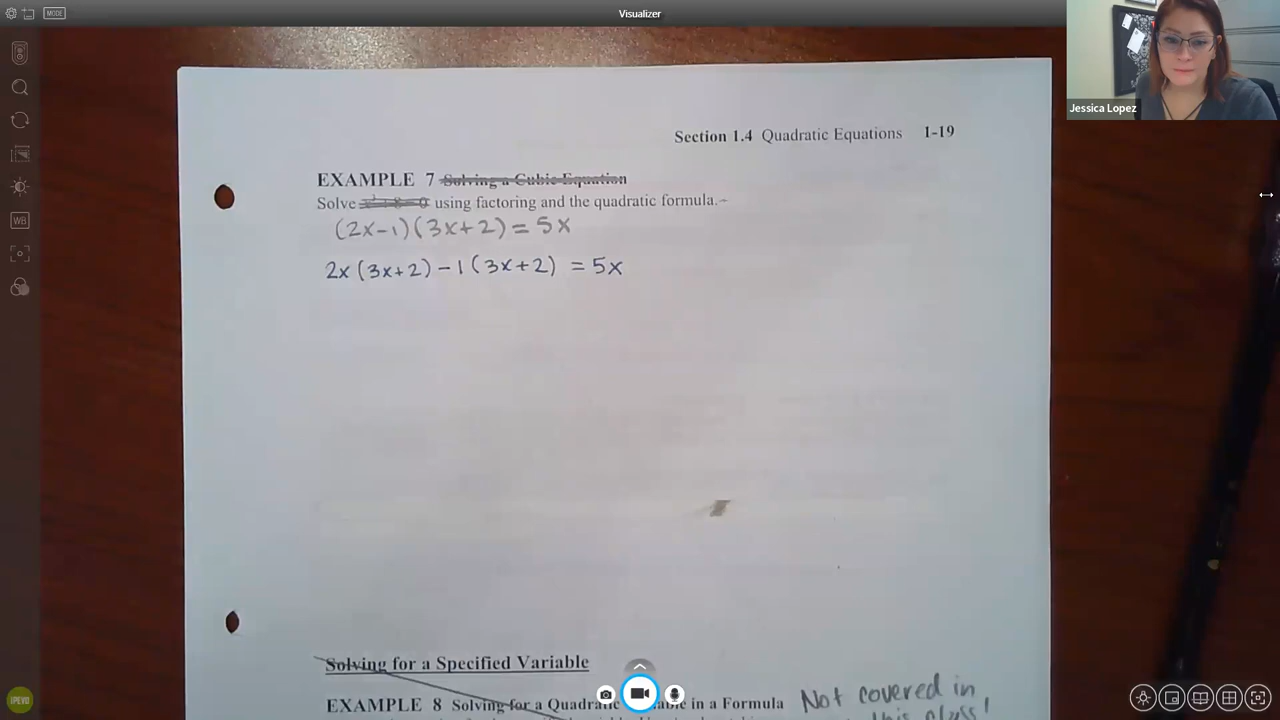 MODE
Visualizer
Jessica Lopez
Section 1.4 Quadratic Equations 1-19
EXAMPLE 7 Solving a Cubic Equation
Solve using factoring and the quadratic formula.
(2x-1)(3x+2) = 5x
2x(3x+2) - 1(3x+2) = 5x
WB
Solving for a Specified Variable
EXAMPLE 8 Solving for a Quadratic in a Formula
Not covered in
this class!
IPEVO